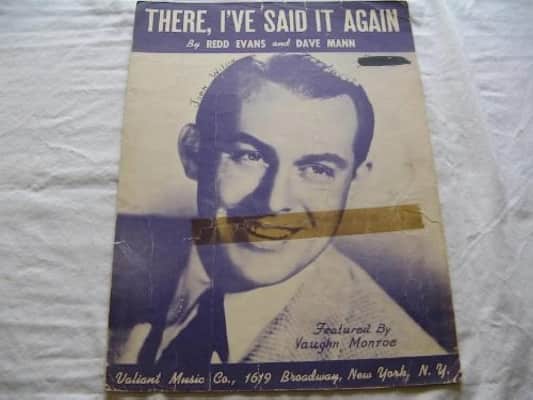 THERE, I'VE SAID IT AGAIN
By REDD EVANS and DAVE MANN
Featured By
Vaughn Monroe
Valiant Music Co., 1619 Broadway, New York, N. Y.